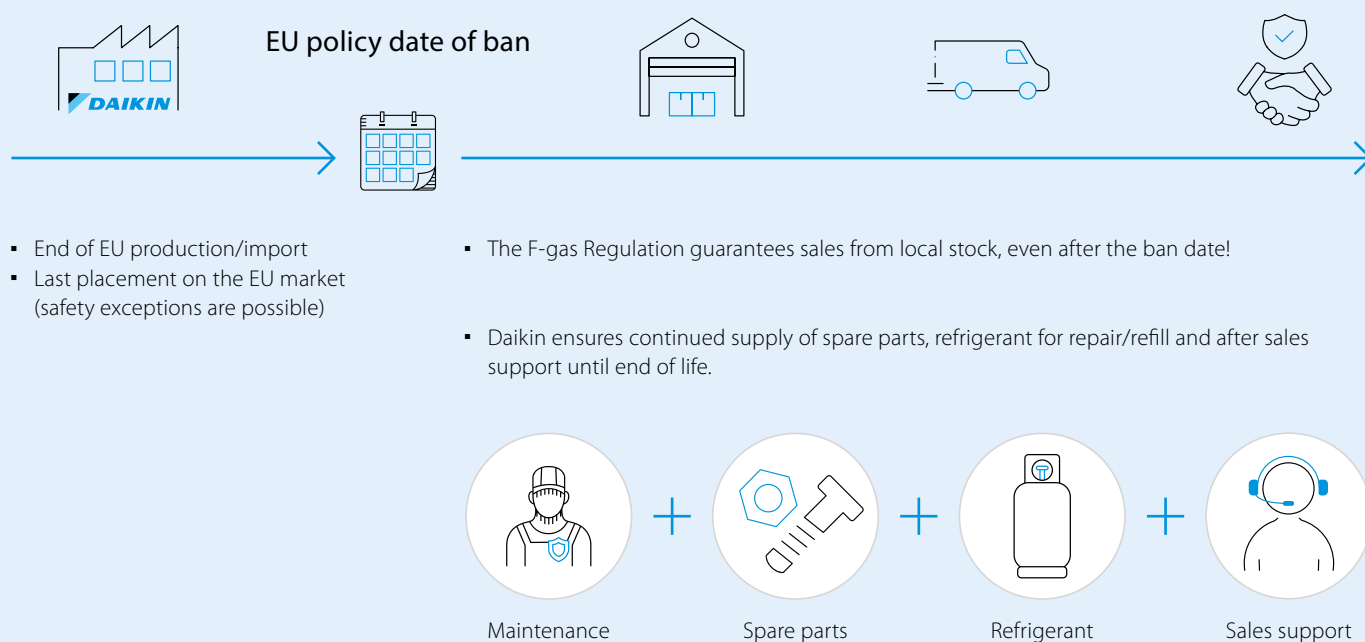 EU policy date of ban
DAIKIN
▪ End of EU production/import
▪ Last placement on the EU market
(safety exceptions are possible)
▪ The F-gas Regulation guarantees sales from local stock, even after the ban date!
▪ Daikin ensures continued supply of spare parts, refrigerant for repair/refill and after sales
support until end of life.
Maintenance
Spare parts
Refrigerant
Sales support